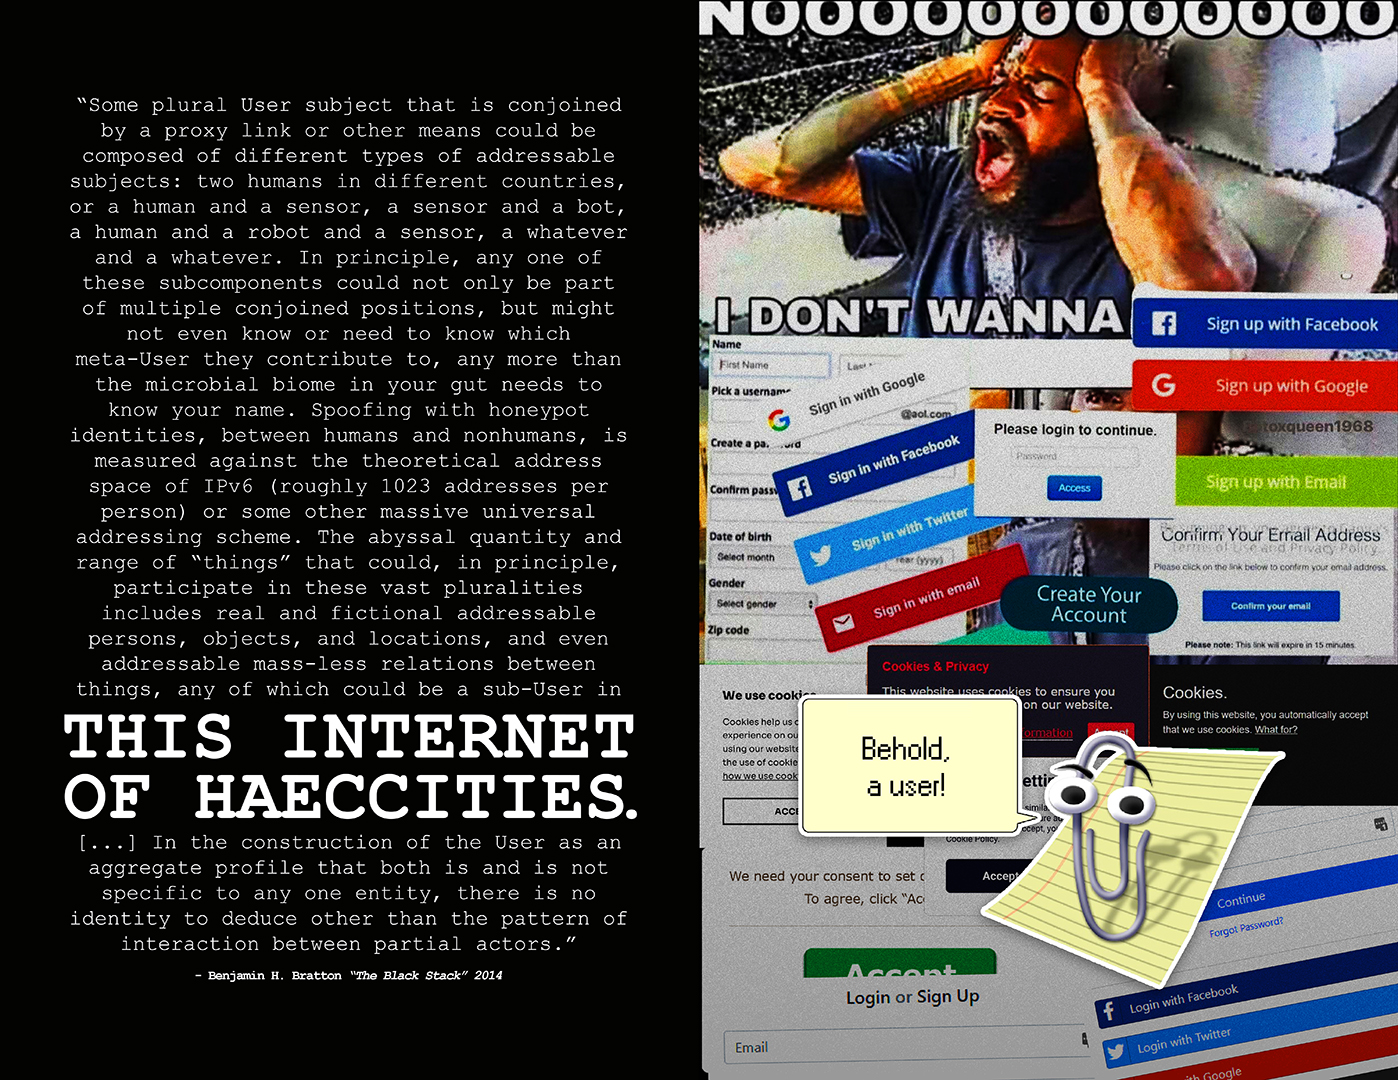 “Some plural User subject that is conjoined
by a proxy link or other means could be
composed of different types of addressable
subjects: two humans in different countries,
or a human and a sensor, a sensor and a bot,
a human and a robot and a sensor, a whatever
and a whatever. In principle, any one of
these subcomponents could not only be part
of multiple conjoined positions, but might
not even know or need to know which
meta-User they contribute to, any more than
the microbial biome in your gut needs to
know your name. Spoofing with honeypot
identities, between humans and nonhumans, is
measured against the theoretical address
space of IPv6 (roughly 1023 addresses per
person) or some other massive universal
addressing scheme. The abyssal quantity and
range of “things” that could, in principle,
participate in these vast pluralities
includes real and fictional addressable
persons, objects, and locations, and even
addressable mass-less relations between
things, any of which could be a sub-User in
THIS INTERNET
OF HAECCITIES.
[...] In the construction of the User as an
aggregate profile that both is and is not
specific to any one entity, there is no
identity to deduce other than the pattern of
interaction between partial actors.”
- Benjamin H. Bratton “The Black Stack” 2014
NOOOOOOOOOOOO
I DON'T WANNA
Sign up with Facebook
Sign up with Google
Sign up with Email
Name
First Name
Pick a username
Sign in with Google
@aol.com
Confirm
Sign in with Facebook
Sign in with Twitter
Sign in with email
Date of birth
Select month
Year (yyyy)
Gender
Select gender
Zip code
Please login to continue.
Password
Access
Confirm Your Email Address
Please click on the link below to confirm your email address.
Confirm your email
Please note: This link will expire in 15 minutes.
Create Your
Account
Cookies & Privacy
This website uses cookies to ensure you
on our website.
Accept
We use cookies
Cookies help us
experience on
using our website
the use of
how we use
Cookies.
By using this website, you automatically accept
that we use cookies. What for?
Behold,
a user!
Cookie Policy.
Accept
We need your consent to set
To agree, click
Accept
Login or Sign Up
Email
Continue
Forgot Password?
Login with Facebook
Login with Twitter
with Google